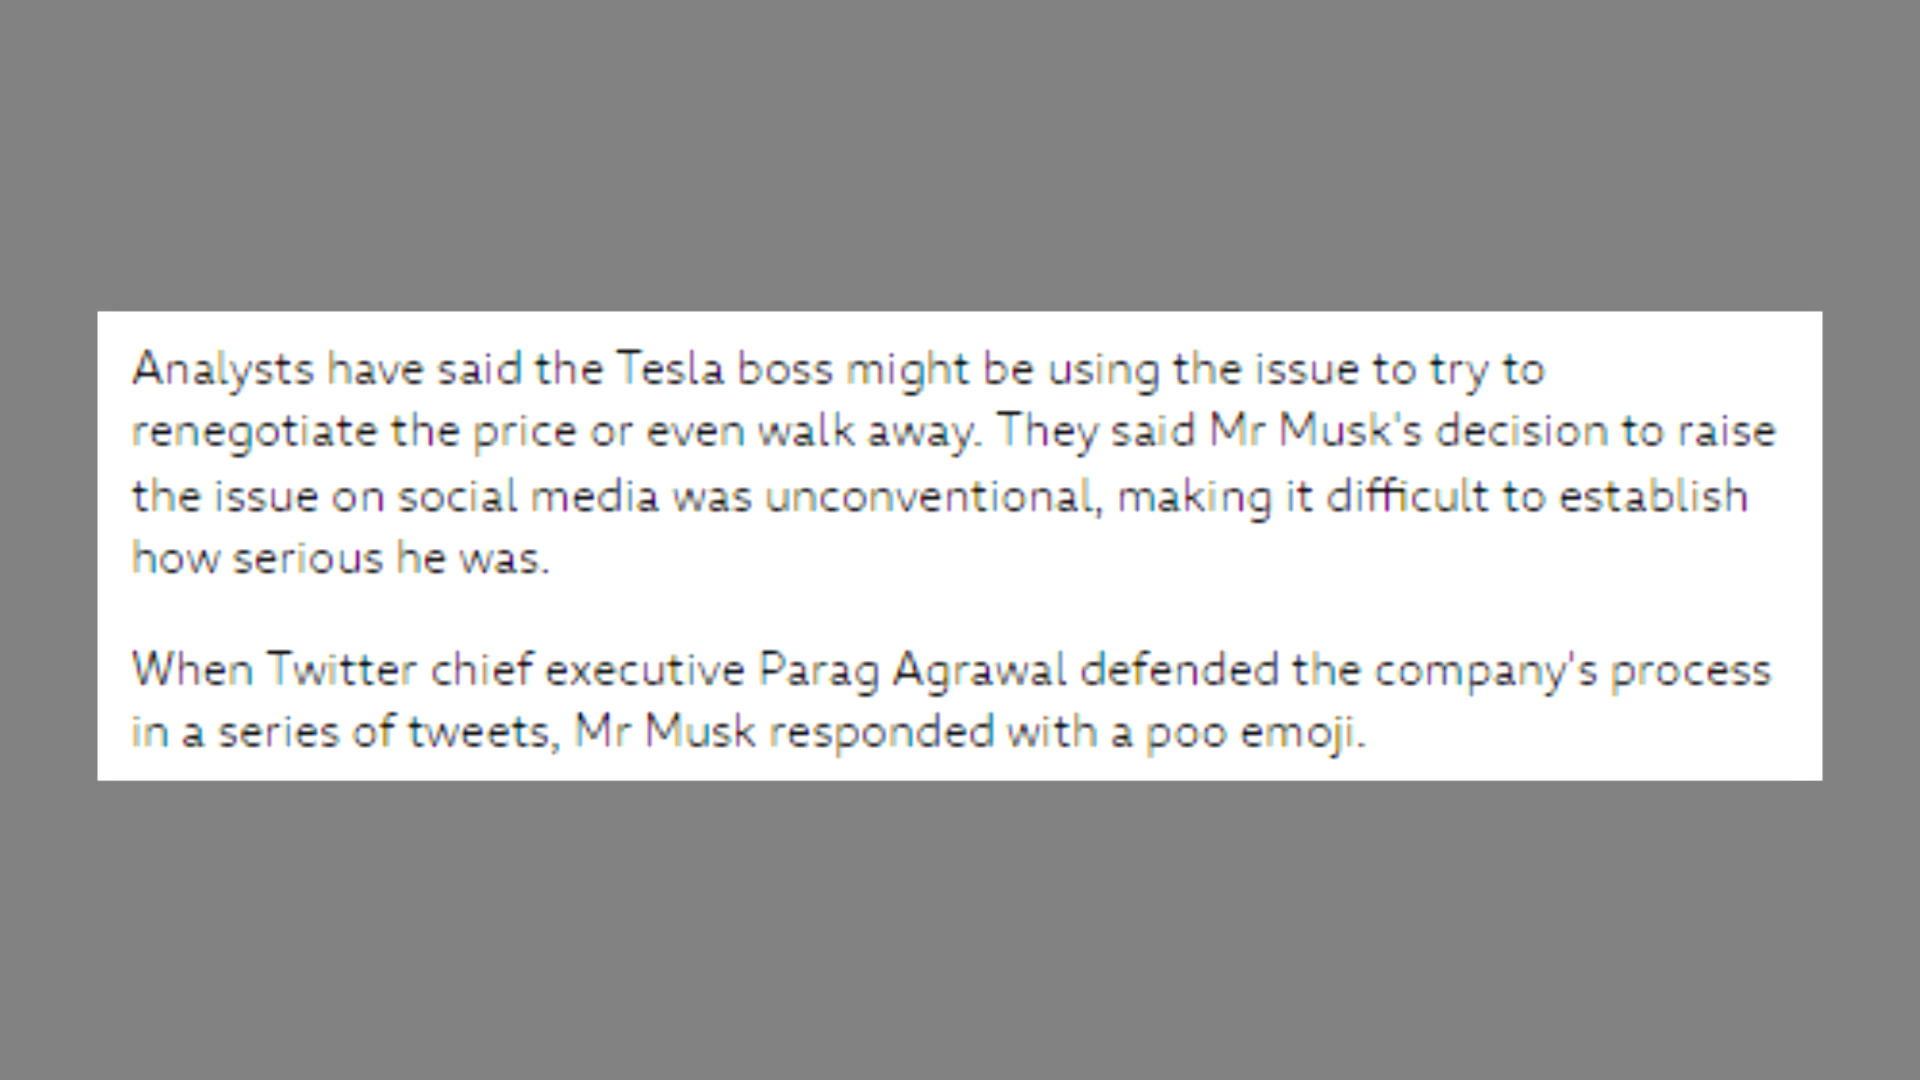 Analysts have said the Tesla boss might be using the issue to try to
renegotiate the price or even walk away. They said Mr Musk's decision to raise
the issue on social media was unconventional, making it difficult to establish
how serious he was.
When Twitter chief executive Parag Agrawal defended the company's process
in a series of tweets, Mr Musk responded with a poo emoji.